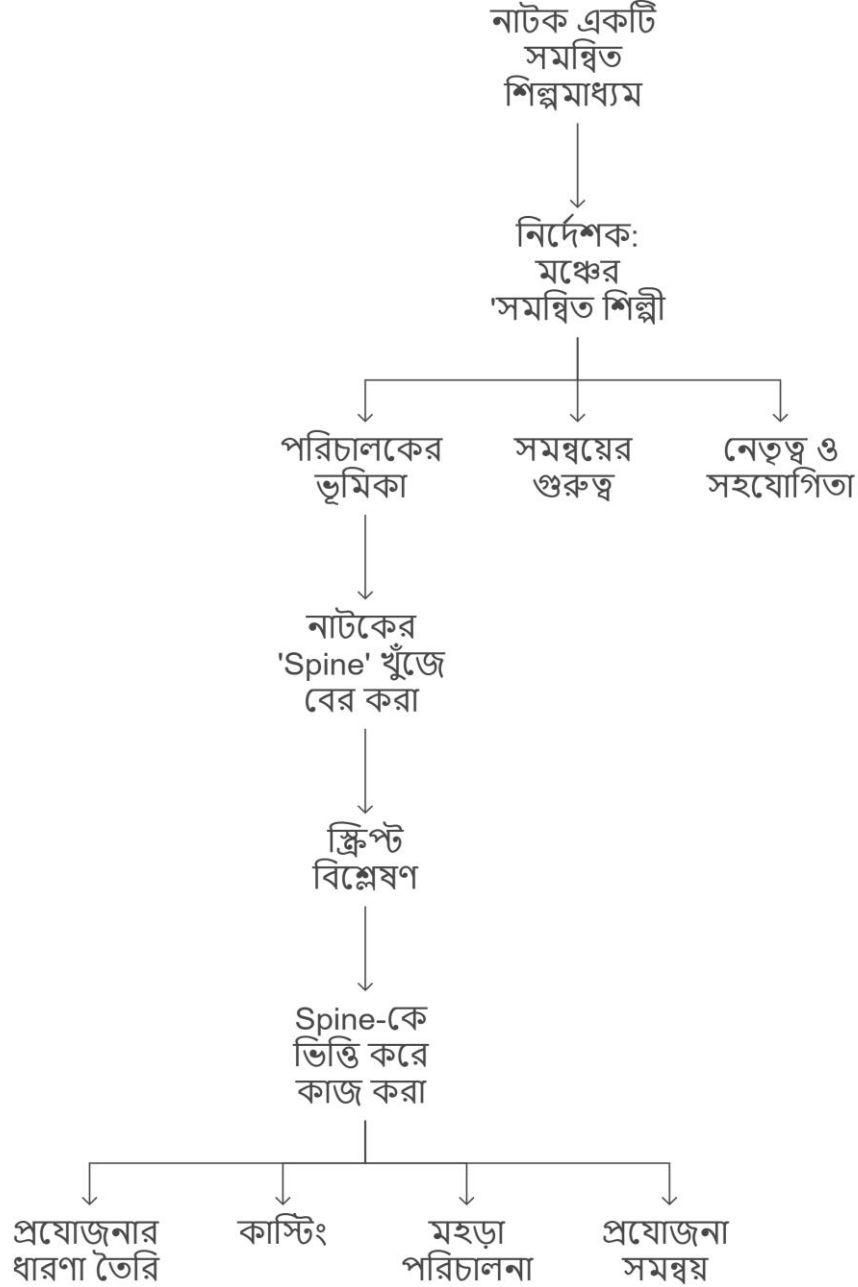 নাটক একটি
সমন্বিত
শিল্পমাধ্যম
নির্দেশক:
মঞ্চের
'সমন্বিত শিল্পী
পরিচালকের
ভূমিকা
সমন্বয়ের
গুরুত্ব
নেতৃত্ব ও
সহযোগিতা
নাটকের
'Spine' খুঁজে
বের করা
স্ক্রিপ্ট
বিশ্লেষণ
Spine-কে
ভিত্তি করে
কাজ করা
প্রযোজনার
ধারণা তৈরি
কাস্টিং
মহড়া
পরিচালনা
প্রযোজনা
সমন্বয়